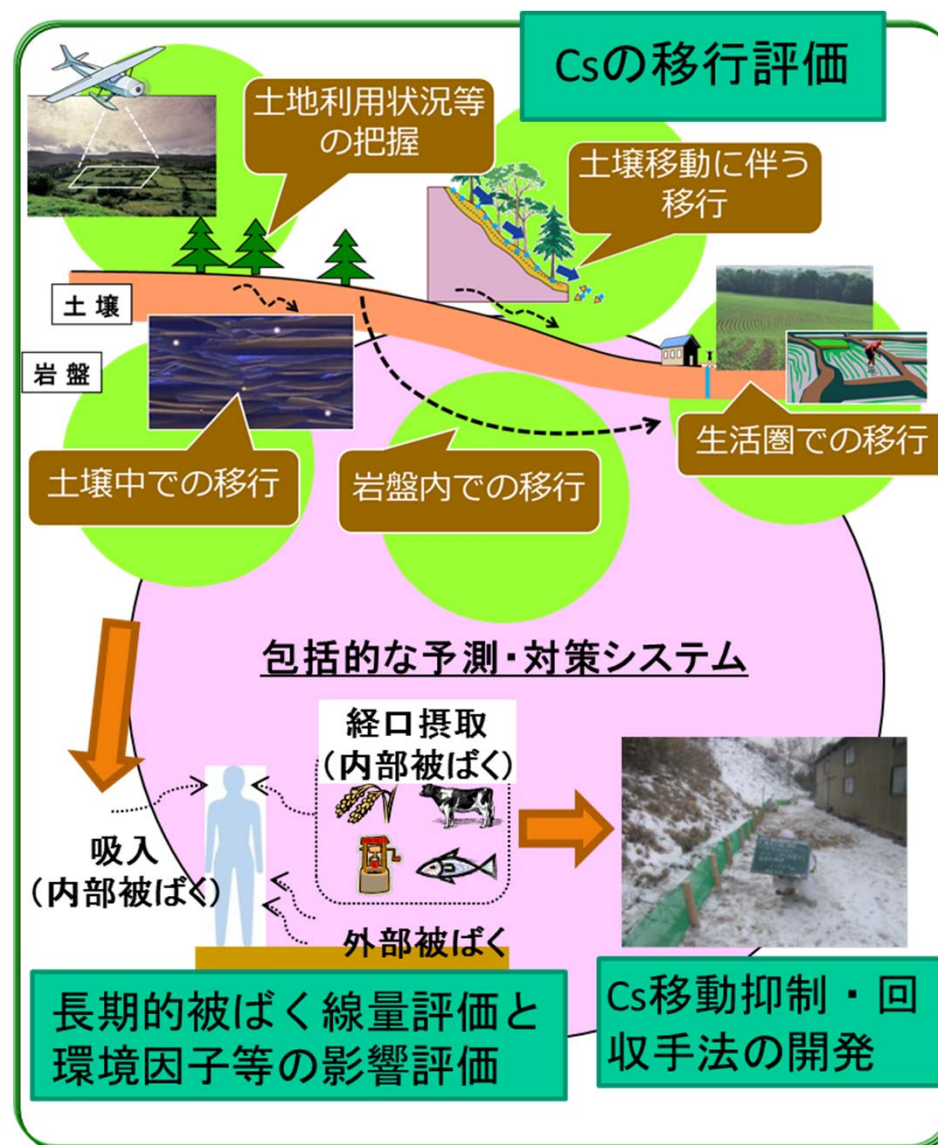 Csの移行評価
土地利用状況等
の把握
土壌移動に伴う
移行
土 壌
岩 盤
土壌中での移行
岩盤内での移行
生活圏での移行
包括的な予測・対策システム
経口摂取
(内部被ばく)
吸入
(内部被ばく)
外部被ばく
長期的被ばく線量評価と
環境因子等の影響評価
Cs移動抑制・回
収手法の開発